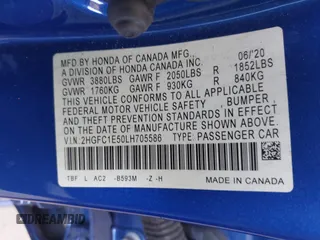 MFD BY HONDA OF CANADA MFG., 06/20
A DIVISION OF HONDA CANADA INC.
GVWR 3880LBS GAWR F 2050LBS R 1852LBS
GVWR 1760KG GAWR F 930KG R 840KG
THIS VEHICLE CONFORMS TO ALL APPLICABLE
FEDERAL MOTOR VEHICLE SAFETY, BUMPER,
AND THEFT PREVENTION STANDARDS IN EFFECT
ON THE DATE OF MANUFACTURE SHOWN ABOVE.
V.I.N. 2HGFC1E50LH705586 TYPE PASSENGER CAR
TBF L AC2 -B593M -Z -H
MADE IN CANADA
DREAMBID